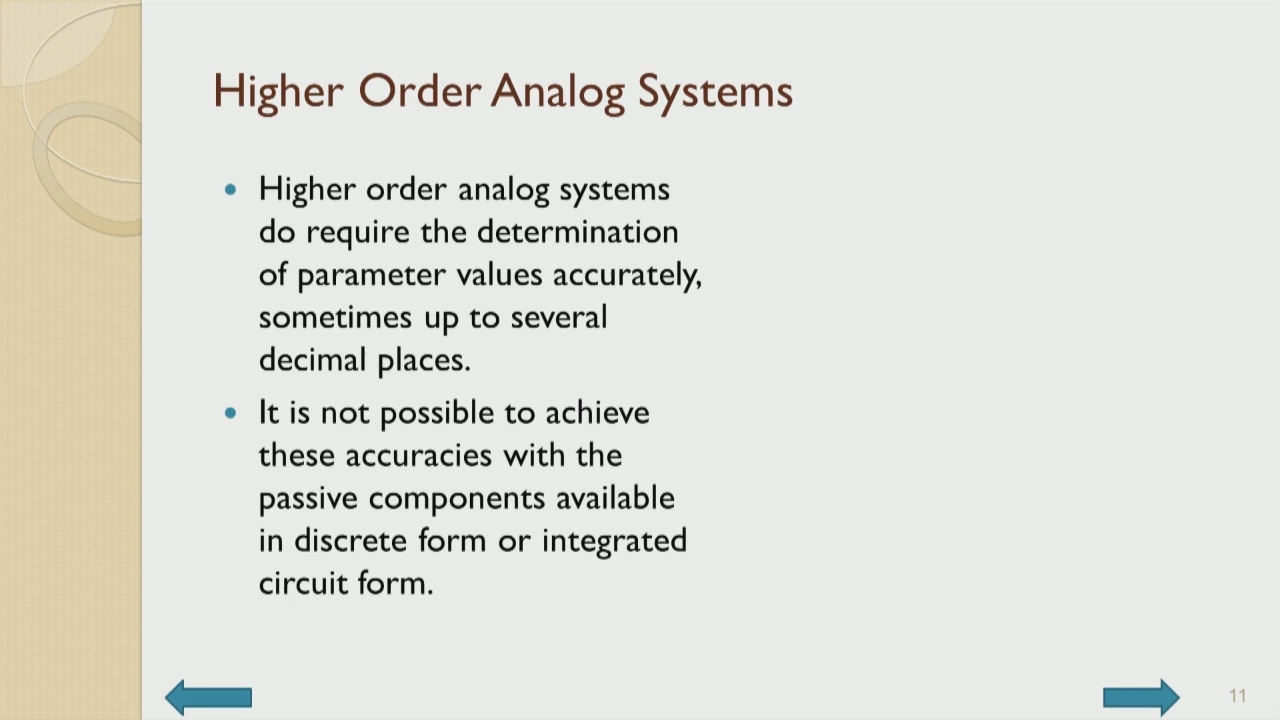 Higher Order Analog Systems
• Higher order analog systems
do require the determination
of parameter values accurately,
sometimes up to several
decimal places.
• It is not possible to achieve
these accuracies with the
passive components available
in discrete form or integrated
circuit form.
11